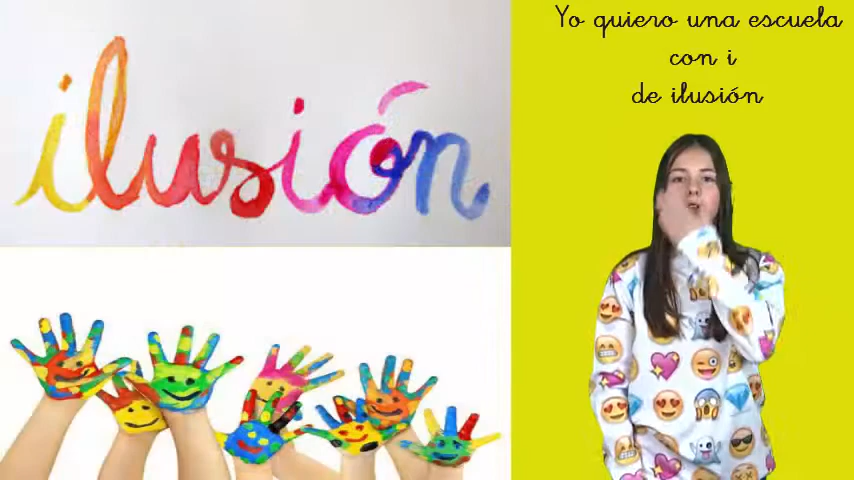 ilusión
Yo quiero una escuela
con i
de ilusión